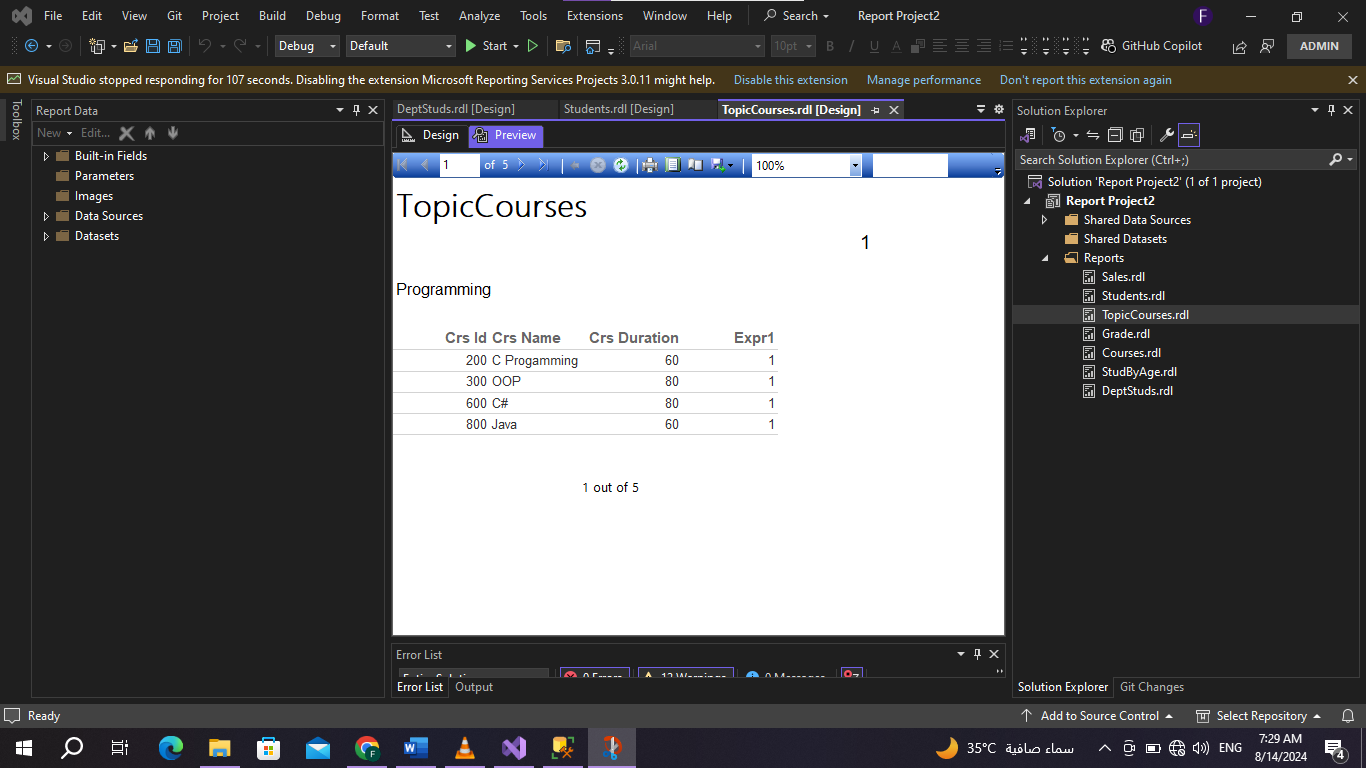 File Edit View Git Project Build Debug Format Test Analyze Tools Extensions Window Help Search Report Project2 F
Debug Default Start Arial 10pt B I U A GitHub Copilot ADMIN
Visual Studio stopped responding for 107 seconds. Disabling the extension Microsoft Reporting Services Projects 3.0.11 might help. Disable this extension Manage performance Don't report this extension again
Toolbox
Report Data
New Edit...
Built-in Fields
Parameters
Images
Data Sources
Datasets
DeptStuds.rdl [Design] Students.rdl [Design] TopicCourses.rdl [Design]
Design Preview
1 of 5 100%
TopicCourses
1
Programming
Crs Id Crs Name Crs Duration Expr1
200 C Progamming 60 1
300 OOP 80 1
600 C# 80 1
800 Java 60 1
1 out of 5
Error List
Entire Solution 0 Errors 12 Warnings 0 Messages
Error List Output
Solution Explorer
Search Solution Explorer (Ctrl+;)
Solution 'Report Project2' (1 of 1 project)
Report Project2
Shared Data Sources
Shared Datasets
Reports
Sales.rdl
Students.rdl
TopicCourses.rdl
Grade.rdl
Courses.rdl
StudByAge.rdl
DeptStuds.rdl
Solution Explorer Git Changes
Ready Add to Source Control Select Repository
35°C سماء صافية ENG 7:29 AM
8/14/2024
4